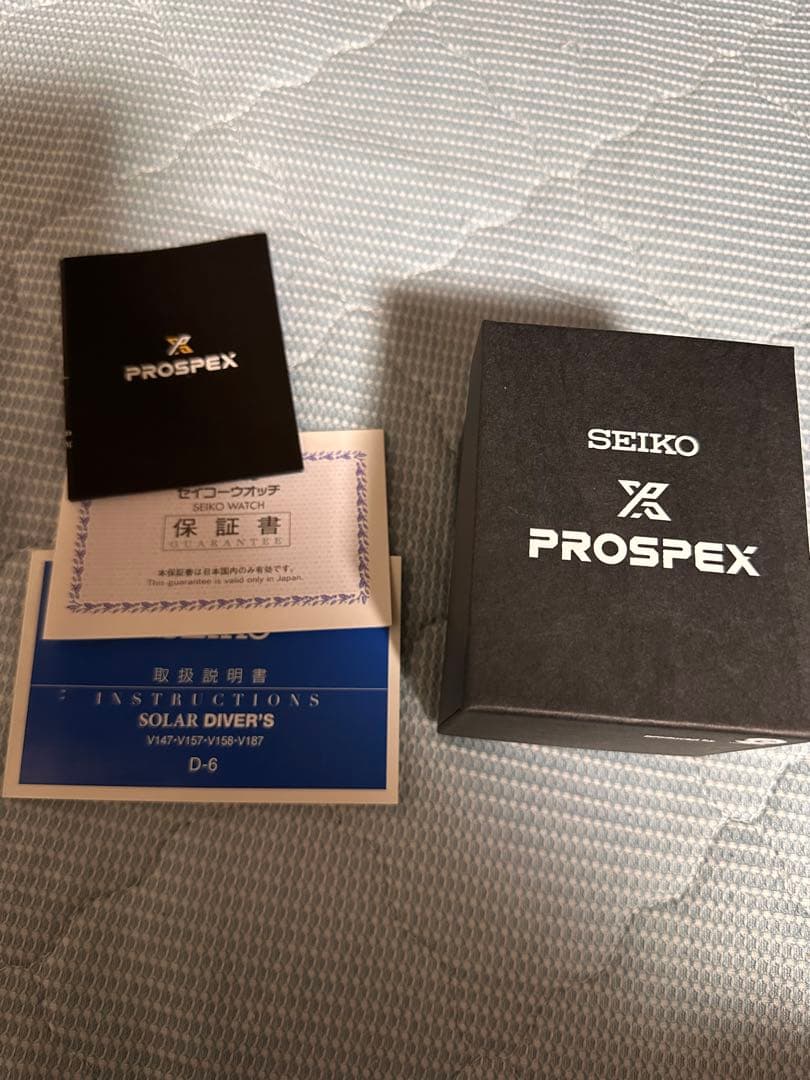 PROSPEX
セイコーウオッチ
SEIKO WATCH
保証書
GUARANTEE
本保証書は日本国内のみ有効です。
This guarantee is valid only in Japan.
SEIKO
取扱説明書
INSTRUCTIONS
SOLAR DIVER'S
V147・V157・V158・V187
D-6
SEIKO
PROSPEX